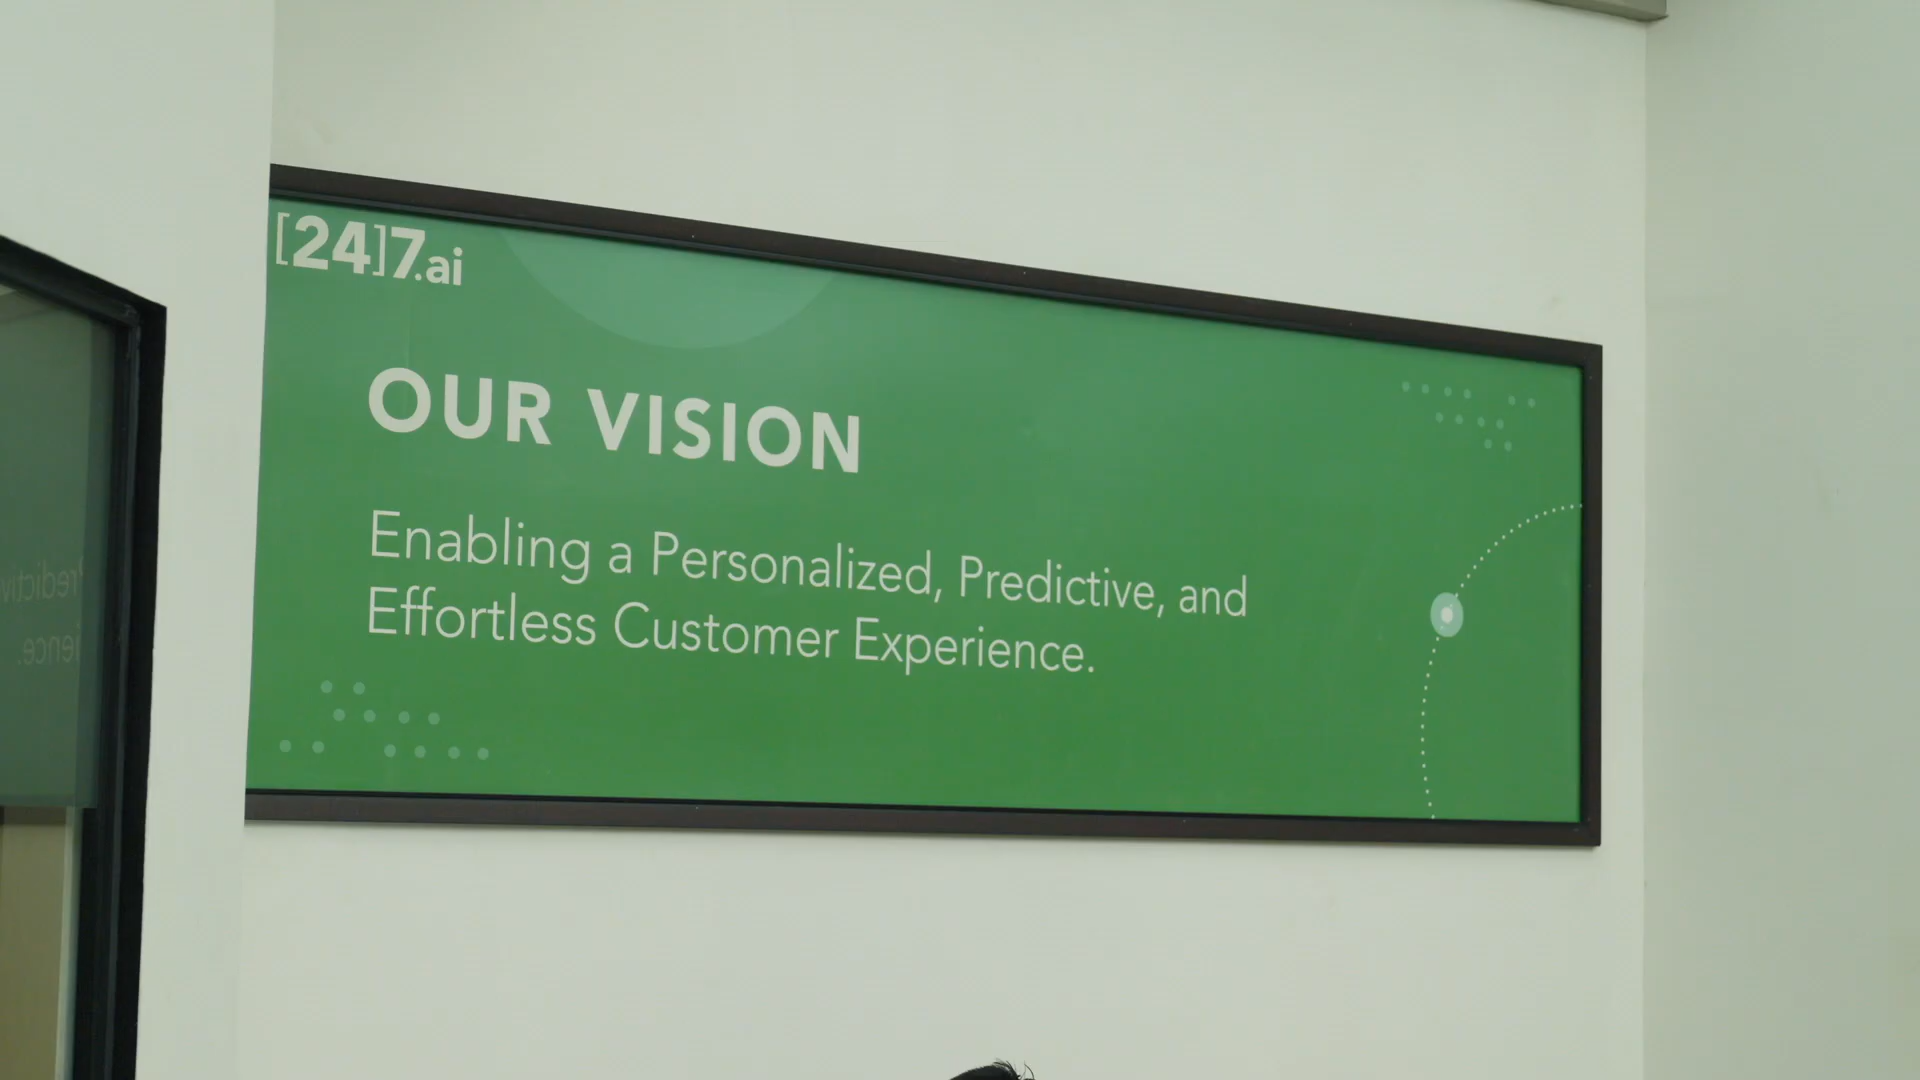 [24]7.ai
OUR VISION
Enabling a Personalized, Predictive, and
Effortless Customer Experience.